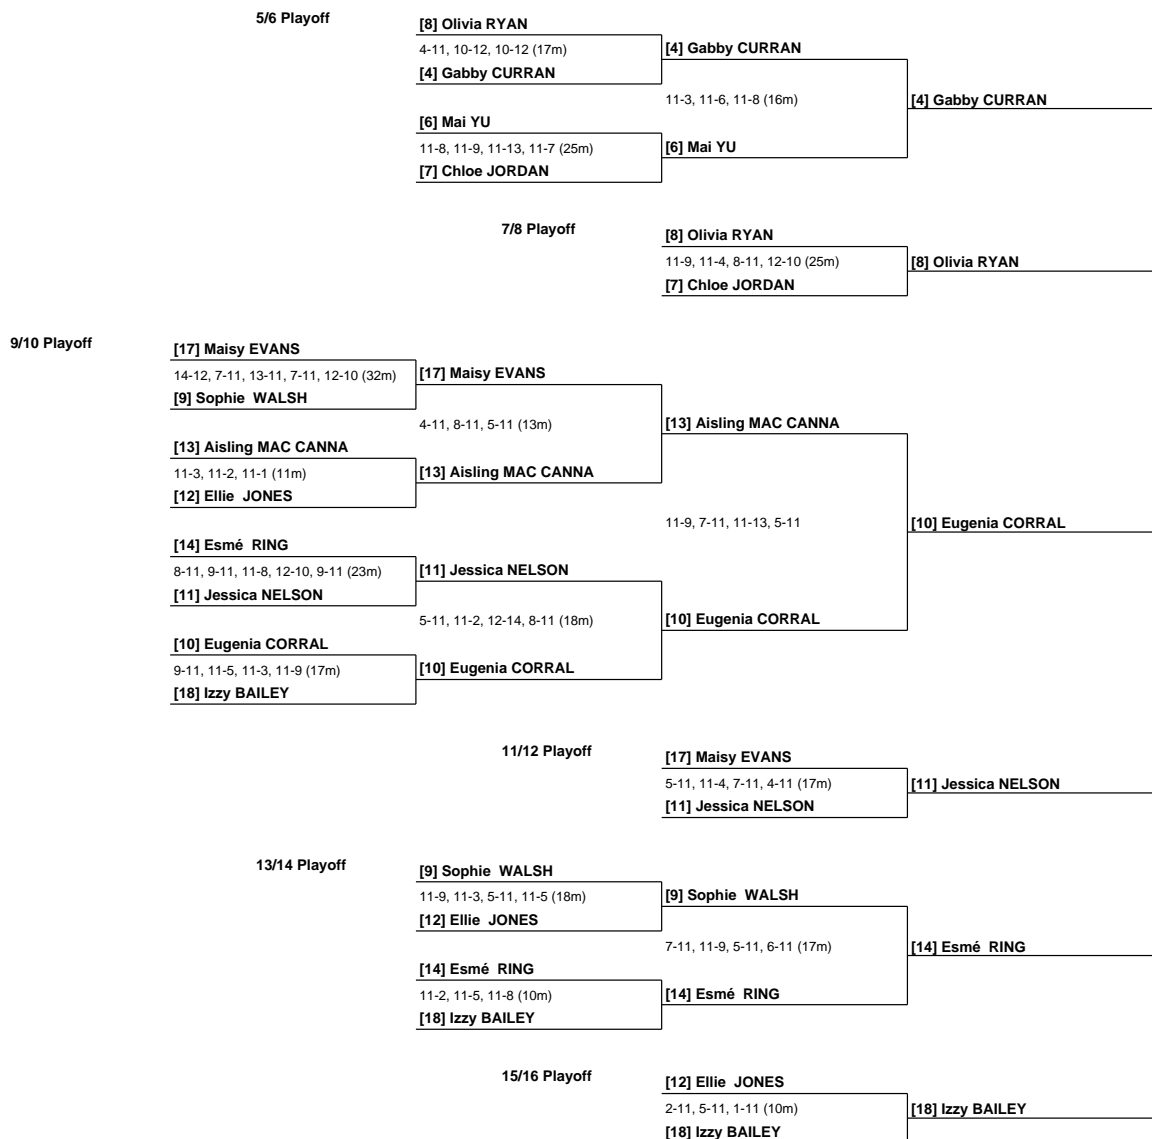 5/6 Playoff
[8] Olivia RYAN
4-11, 10-12, 10-12 (17m)
[4] Gabby CURRAN
[4] Gabby CURRAN
11-3, 11-6, 11-8 (16m)
[4] Gabby CURRAN
[6] Mai YU
11-8, 11-9, 11-13, 11-7 (25m)
[6] Mai YU
[7] Chloe JORDAN
7/8 Playoff
[8] Olivia RYAN
11-9, 11-4, 8-11, 12-10 (25m)
[8] Olivia RYAN
[7] Chloe JORDAN
9/10 Playoff
[17] Maisy EVANS
14-12, 7-11, 13-11, 7-11, 12-10 (32m)
[17] Maisy EVANS
[9] Sophie WALSH
4-11, 8-11, 5-11 (13m)
[13] Aisling MAC CANNA
[13] Aisling MAC CANNA
11-3, 11-2, 11-1 (11m)
[13] Aisling MAC CANNA
[12] Ellie JONES
11-9, 7-11, 11-13, 5-11
[10] Eugenia CORRAL
[14] Esmé RING
8-11, 9-11, 11-8, 12-10, 9-11 (23m)
[11] Jessica NELSON
[11] Jessica NELSON
5-11, 11-2, 12-14, 8-11 (18m)
[10] Eugenia CORRAL
[10] Eugenia CORRAL
9-11, 11-5, 11-3, 11-9 (17m)
[10] Eugenia CORRAL
[18] Izzy BAILEY
11/12 Playoff
[17] Maisy EVANS
5-11, 11-4, 7-11, 4-11 (17m)
[11] Jessica NELSON
[11] Jessica NELSON
13/14 Playoff
[9] Sophie WALSH
11-9, 11-3, 5-11, 11-5 (18m)
[9] Sophie WALSH
[12] Ellie JONES
7-11, 11-9, 5-11, 6-11 (17m)
[14] Esmé RING
[14] Esmé RING
11-2, 11-5, 11-8 (10m)
[14] Esmé RING
[18] Izzy BAILEY
15/16 Playoff
[12] Ellie JONES
2-11, 5-11, 1-11 (10m)
[18] Izzy BAILEY
[18] Izzy BAILEY